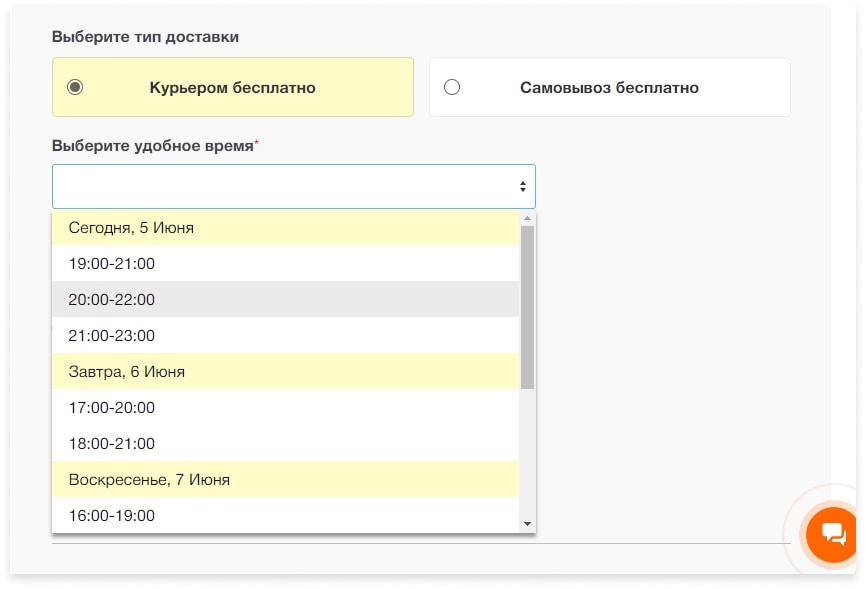 Выберите тип доставки
Курьером бесплатно
Самовывоз бесплатно
Выберите удобное время*
Сегодня, 5 Июня
19:00-21:00
20:00-22:00
21:00-23:00
Завтра, 6 Июня
17:00-20:00
18:00-21:00
Воскресенье, 7 Июня
16:00-19:00